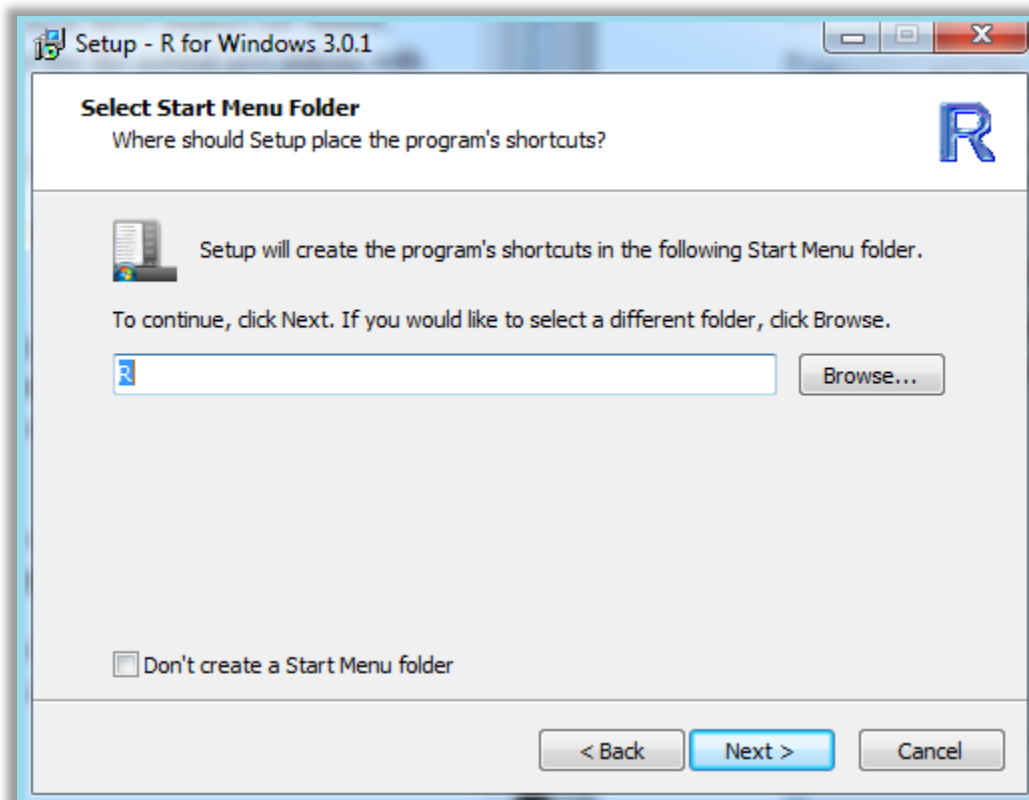 Setup - R for Windows 3.0.1
Select Start Menu Folder
Where should Setup place the program's shortcuts?
R
Setup will create the program's shortcuts in the following Start Menu folder.
To continue, click Next. If you would like to select a different folder, click Browse.
R
Browse...
Don't create a Start Menu folder
< Back
Next >
Cancel